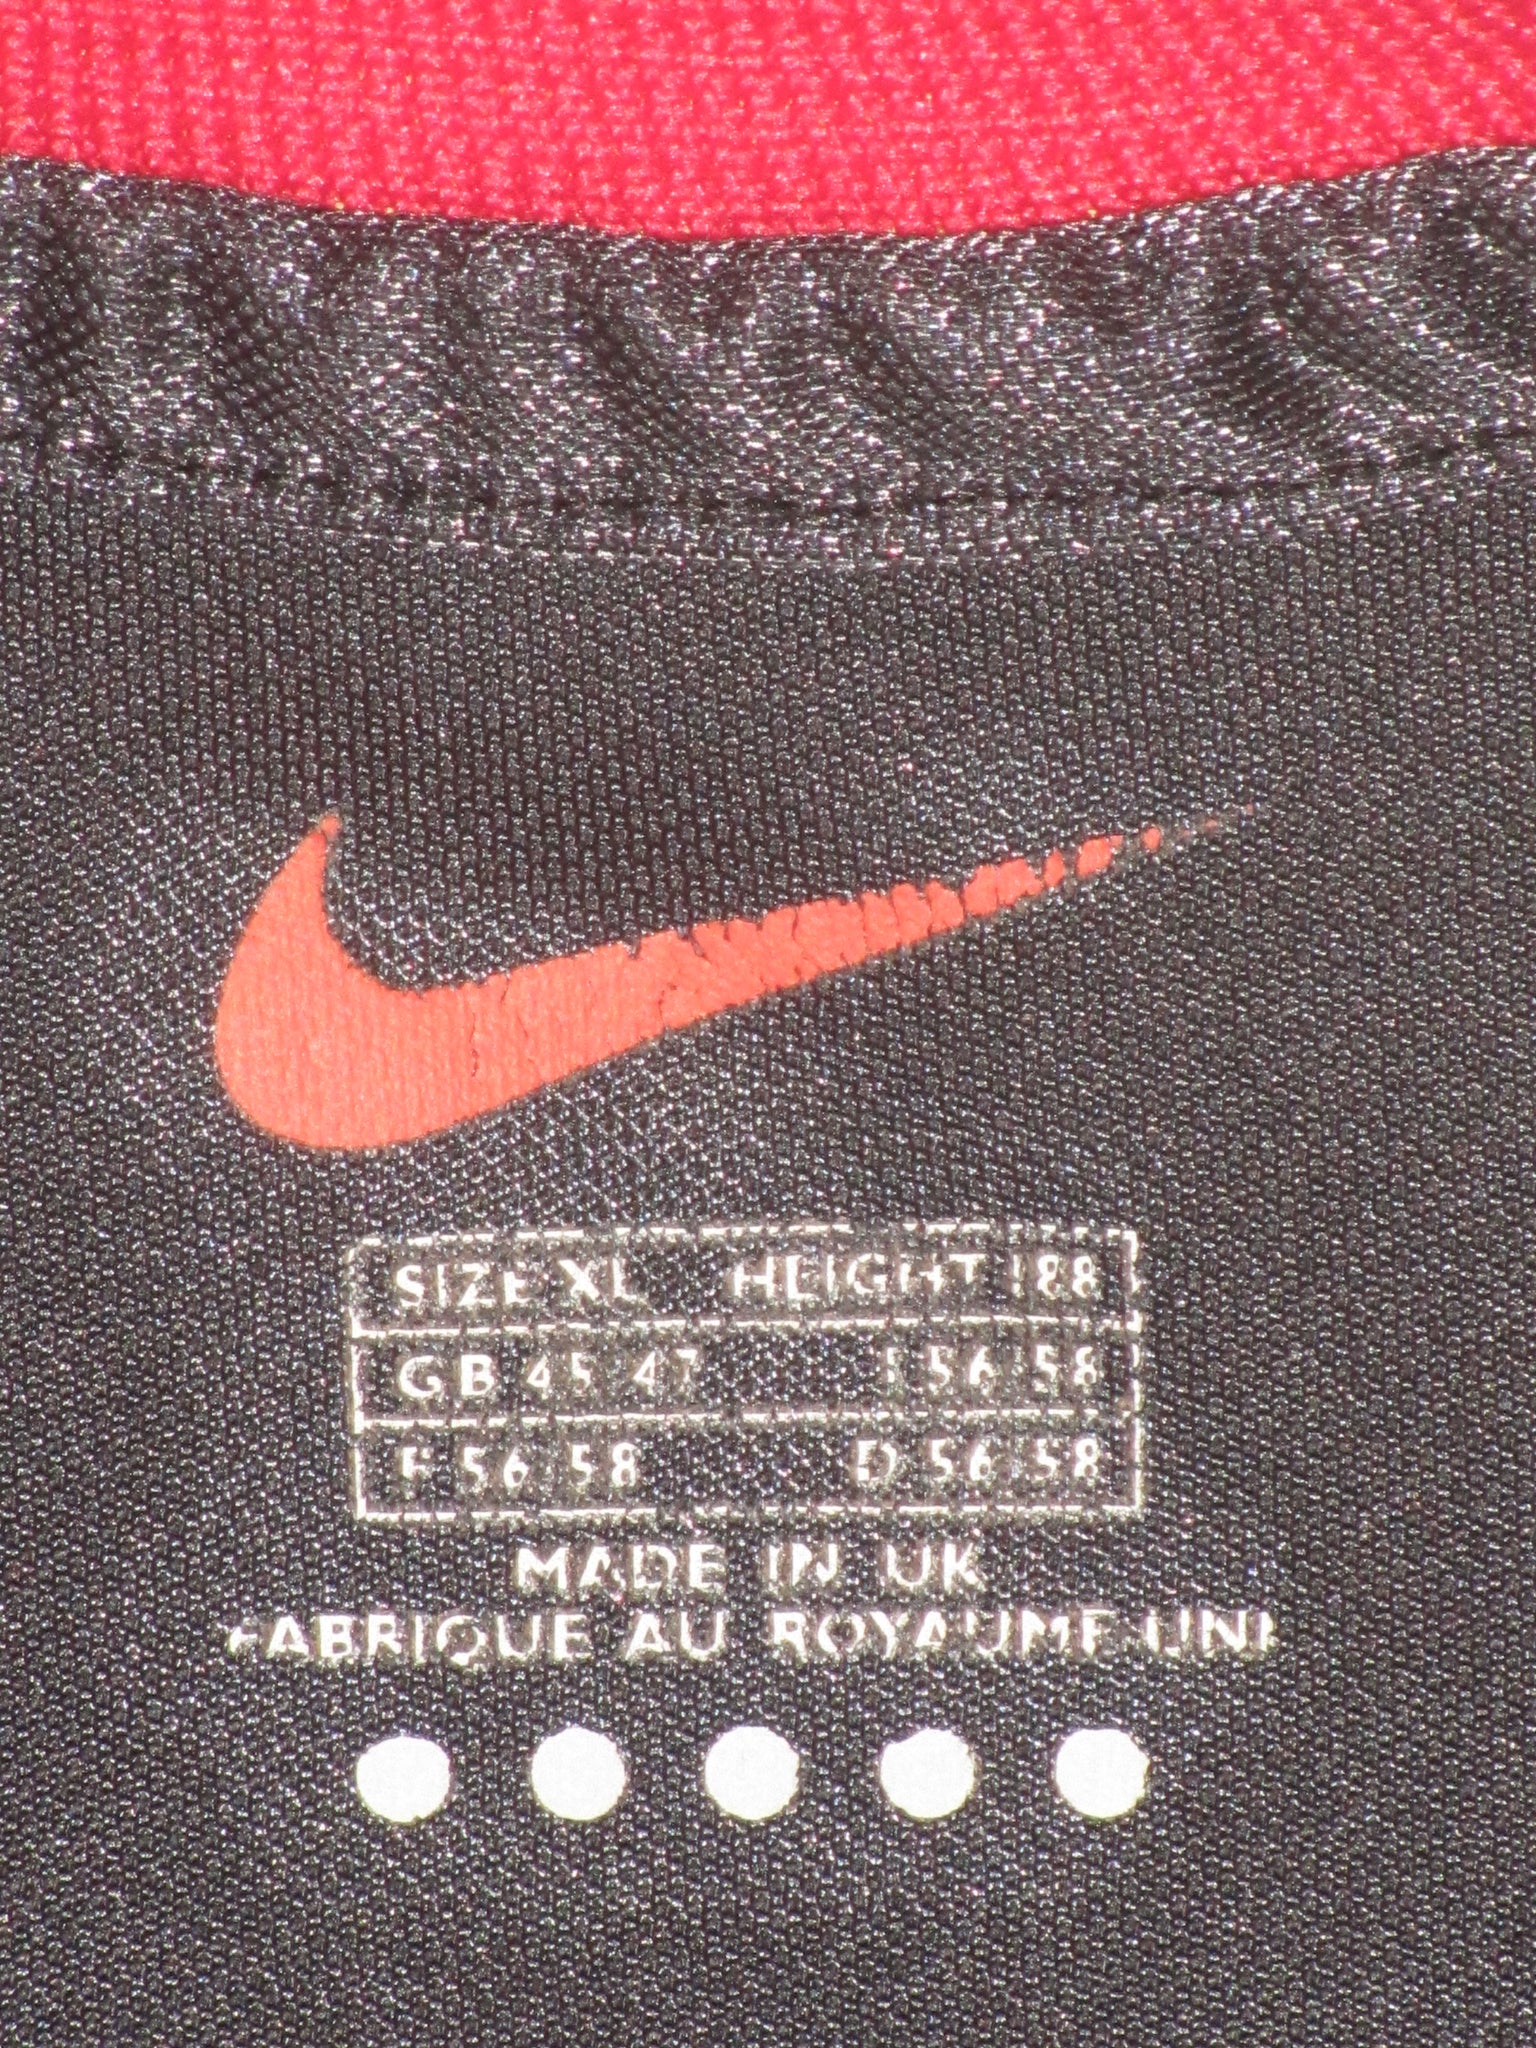 SIZE XL HEIGHT 188
GB 45/47 I 56/58
F 56/58 D 56/58
MADE IN UK
FABRIQUE AU ROYAUME-UNI